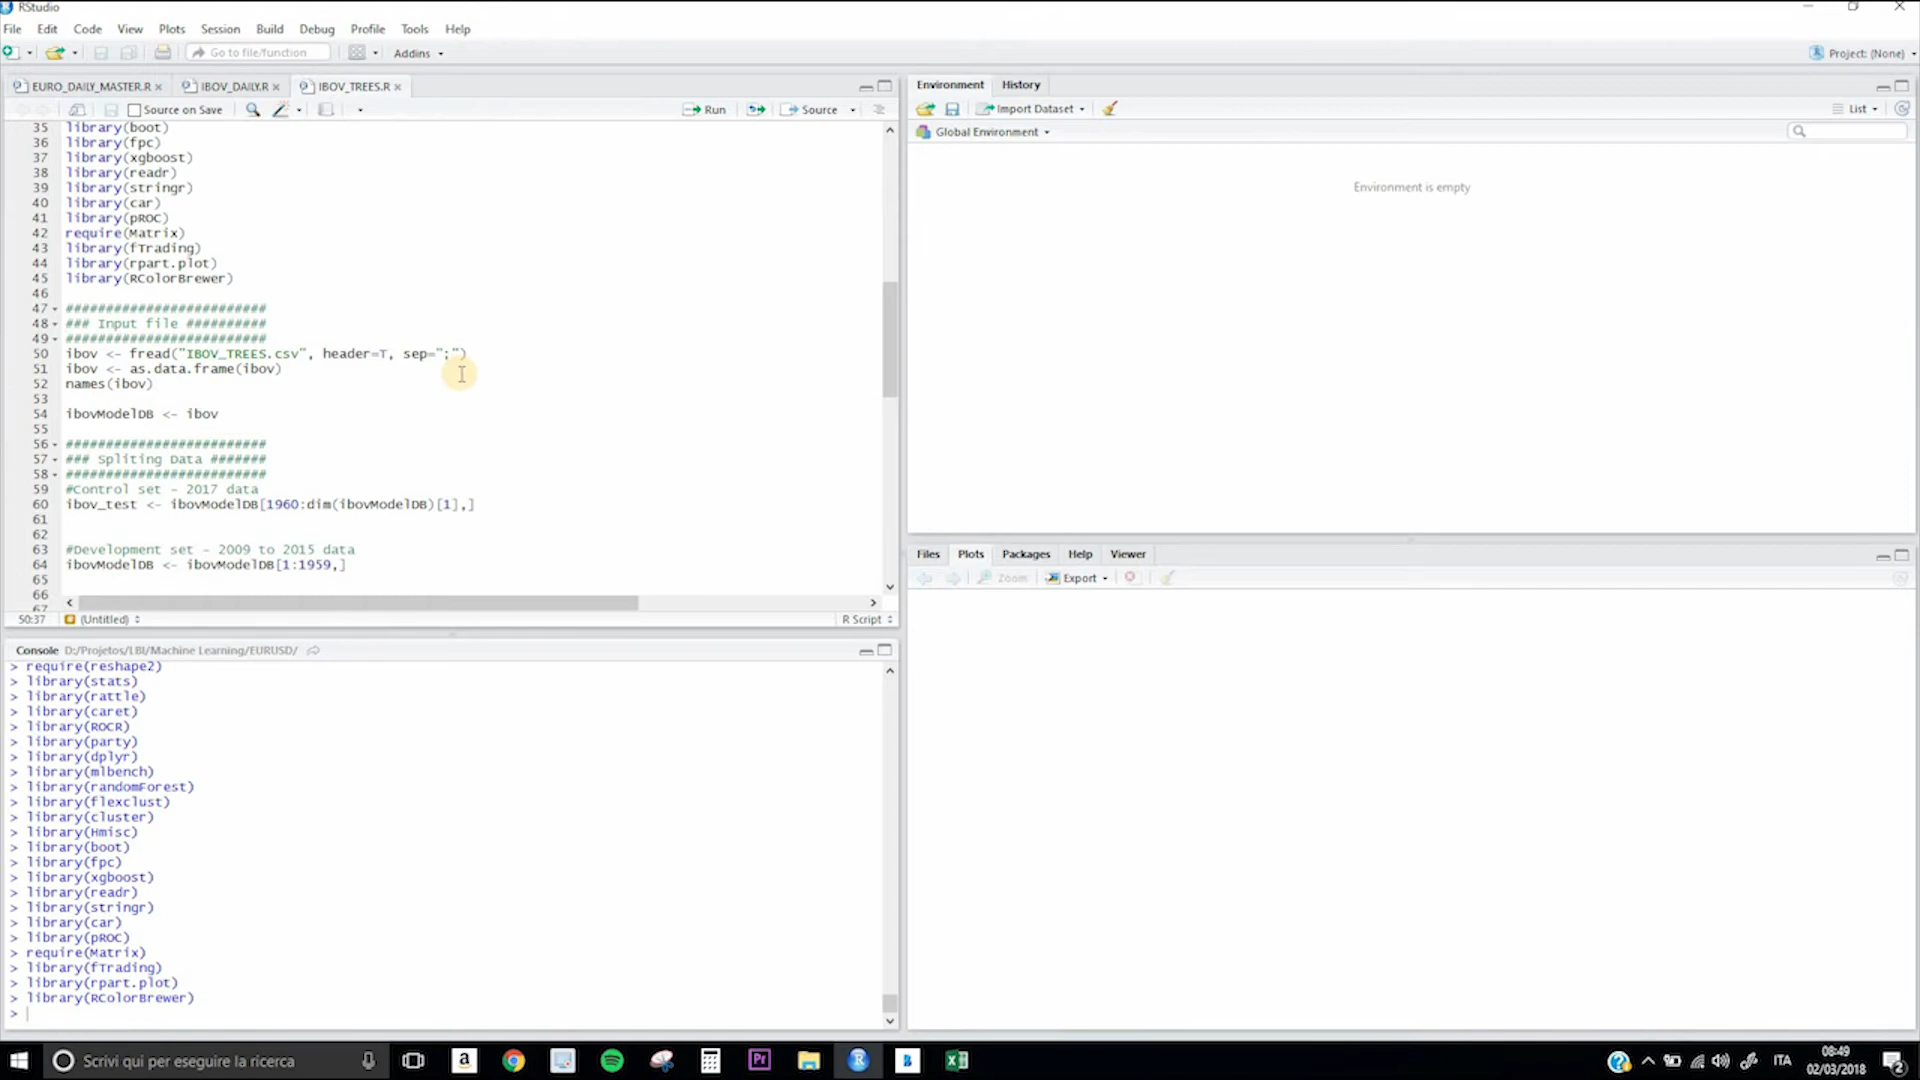 RStudio
File Edit Code View Plots Session Build Debug Profile Tools Help
Go to file/function Addins Project: (None)
EURO_DAILY_MASTER.R IBOV_DAILY.R IBOV_TREES.R
Source on Save Run Source
35 library(boot)
36 library(fpc)
37 library(xgboost)
38 library(readr)
39 library(stringr)
40 library(car)
41 library(pROC)
42 require(Matrix)
43 library(fTrading)
44 library(rpart.plot)
45 library(RColorBrewer)
46
47 #########################
48 ### Input file ##########
49 #########################
50 ibov <- fread("IBOV_TREES.csv", header=T, sep=";")
51 ibov <- as.data.frame(ibov)
52 names(ibov)
53
54 ibovModelDB <- ibov
55
56 #########################
57 ### Spliting Data #######
58 #########################
59 #Control set - 2017 data
60 ibov_test <- ibovModelDB[1960:dim(ibovModelDB)[1],]
61
62
63 #Development set - 2009 to 2015 data
64 ibovModelDB <- ibovModelDB[1:1959,]
65
66
67
50:37 (Untitled) R Script
Console D:/Projetos/LBI/Machine Learning/EURUSD/
> require(reshape2)
> library(stats)
> library(rattle)
> library(caret)
> library(ROCR)
> library(party)
> library(dplyr)
> library(mlbench)
> library(randomForest)
> library(flexclust)
> library(cluster)
> library(Hmisc)
> library(boot)
> library(fpc)
> library(xgboost)
> library(readr)
> library(stringr)
> library(car)
> library(pROC)
> require(Matrix)
> library(fTrading)
> library(rpart.plot)
> library(RColorBrewer)
>
Environment History
Import Dataset List
Global Environment
Environment is empty
Files Plots Packages Help Viewer
Zoom Export
Scrivi qui per eseguire la ricerca
ITA
08:49
02/03/2018
2